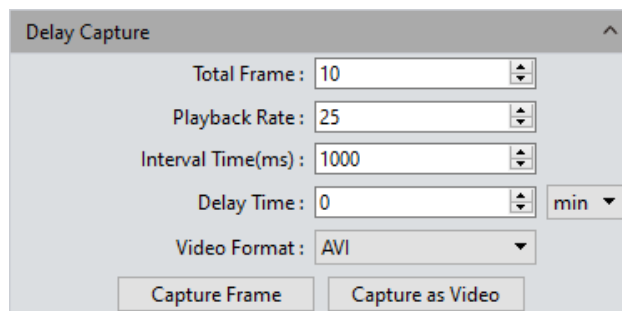 Delay Capture
Total Frame : 10
Playback Rate : 25
Interval Time(ms) : 1000
Delay Time : 0 min
Video Format : AVI
Capture Frame Capture as Video